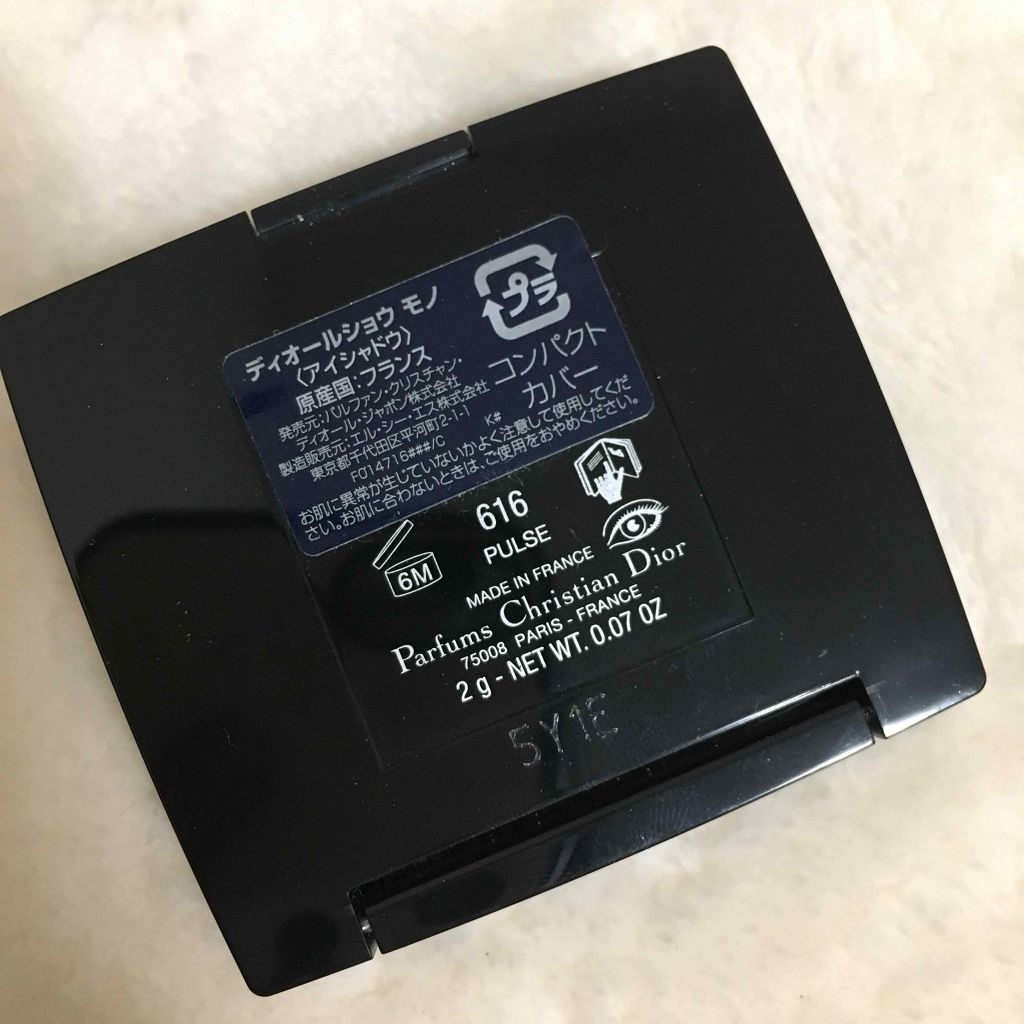 ディオールショウ モノ
〈アイシャドウ〉
原産国:フランス
発売元:パルファン・クリスチャン・
ディオール・ジャポン株式会社
製造販売元:エル・シー・エス株式会社
東京都千代田区平河町2-1-1
F014716###/C K#
プラ
コンパクト
カバー
お肌に異常が生じていないかよく注意して使用してくだ
さい。お肌に合わないときは、ご使用をおやめください。
6M
616
PULSE
MADE IN FRANCE
Parfums Christian Dior
75008 PARIS - FRANCE
2 g - NET WT. 0.07 OZ
5Y1E